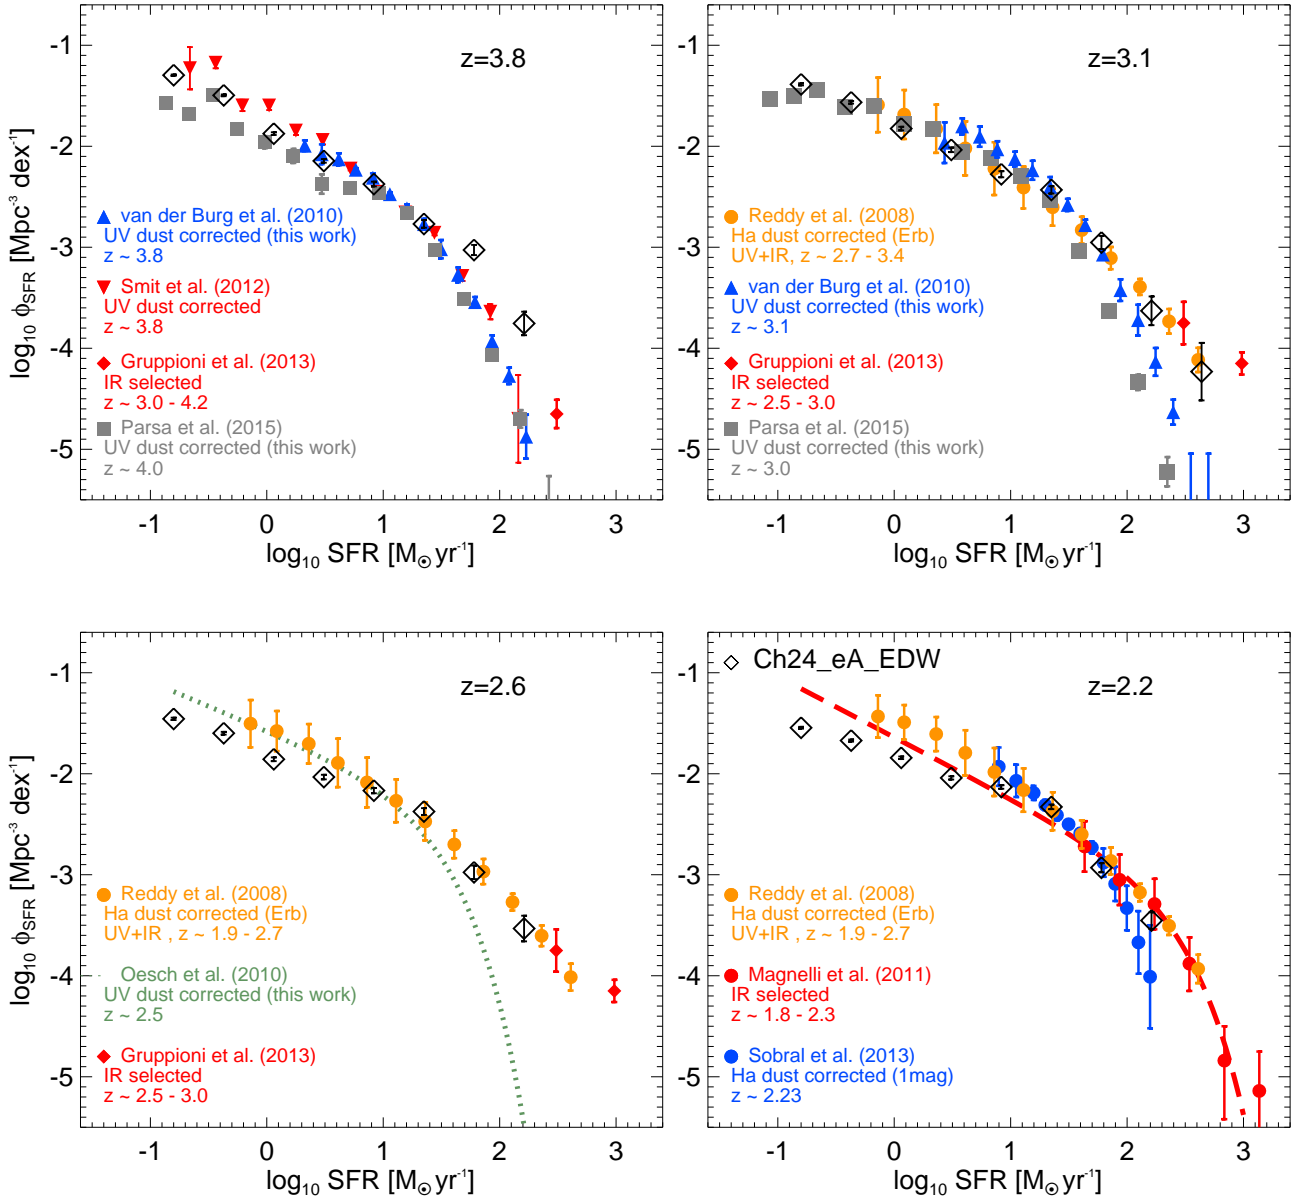 z=3.8
-1
-2
-3
-4
-5
log10 ϕSFR [Mpc-3 dex-1]
van der Burg et al. (2010)
UV dust corrected (this work)
z ~ 3.8
Smit et al. (2012)
UV dust corrected
z ~ 3.8
Gruppioni et al. (2013)
IR selected
z ~ 3.0 - 4.2
Parsa et al. (2015)
UV dust corrected (this work)
z ~ 4.0
-1 0 1 2 3
log10 SFR [M⊙ yr-1]
z=3.1
-1
-2
-3
-4
-5
Reddy et al. (2008)
Ha dust corrected (Erb)
UV+IR, z ~ 2.7 - 3.4
van der Burg et al. (2010)
UV dust corrected (this work)
z ~ 3.1
Gruppioni et al. (2013)
IR selected
z ~ 2.5 - 3.0
Parsa et al. (2015)
UV dust corrected (this work)
z ~ 3.0
-1 0 1 2 3
log10 SFR [M⊙ yr-1]
z=2.6
-1
-2
-3
-4
-5
log10 ϕSFR [Mpc-3 dex-1]
Reddy et al. (2008)
Ha dust corrected (Erb)
UV+IR , z ~ 1.9 - 2.7
Oesch et al. (2010)
UV dust corrected (this work)
z ~ 2.5
Gruppioni et al. (2013)
IR selected
z ~ 2.5 - 3.0
-1 0 1 2 3
log10 SFR [M⊙ yr-1]
Ch24_eA_EDW
z=2.2
-1
-2
-3
-4
-5
Reddy et al. (2008)
Ha dust corrected (Erb)
UV+IR , z ~ 1.9 - 2.7
Magnelli et al. (2011)
IR selected
z ~ 1.8 - 2.3
Sobral et al. (2013)
Ha dust corrected (1mag)
z ~ 2.23
-1 0 1 2 3
log10 SFR [M⊙ yr-1]